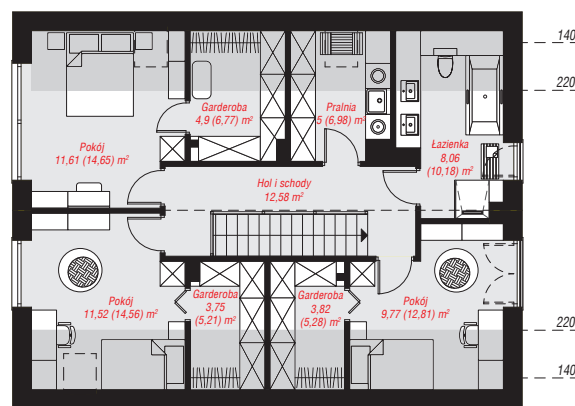 140
220
Garderoba
4,9 (6,77) m²
Pralnia
5 (6,98) m²
Pokój
11,61 (14,65) m²
Łazienka
8,06
(10,18) m²
Hol i schody
12,58 m²
Pokój
11,52 (14,56) m²
Garderoba
3,75
(5,21) m²
Garderoba
3,82
(5,28) m²
Pokój
9,77 (12,81) m²
220
140